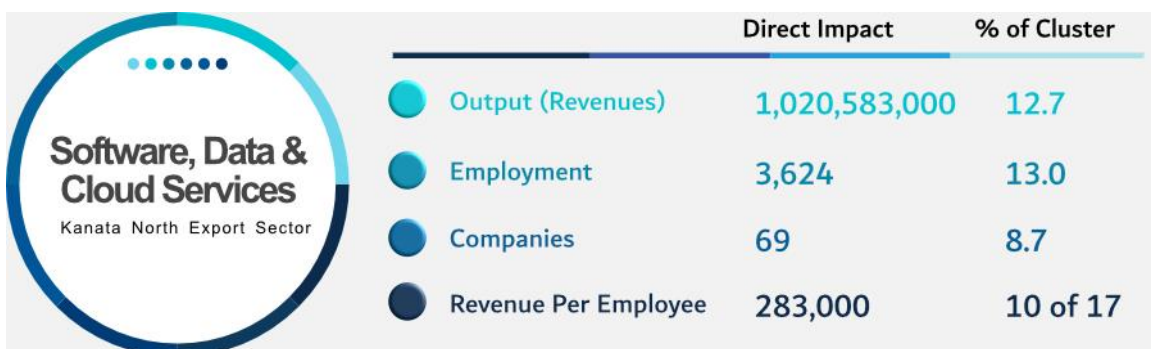 Software, Data &
Cloud Services
Kanata North Export Sector
Direct Impact % of Cluster
Output (Revenues) 1,020,583,000 12.7
Employment 3,624 13.0
Companies 69 8.7
Revenue Per Employee 283,000 10 of 17